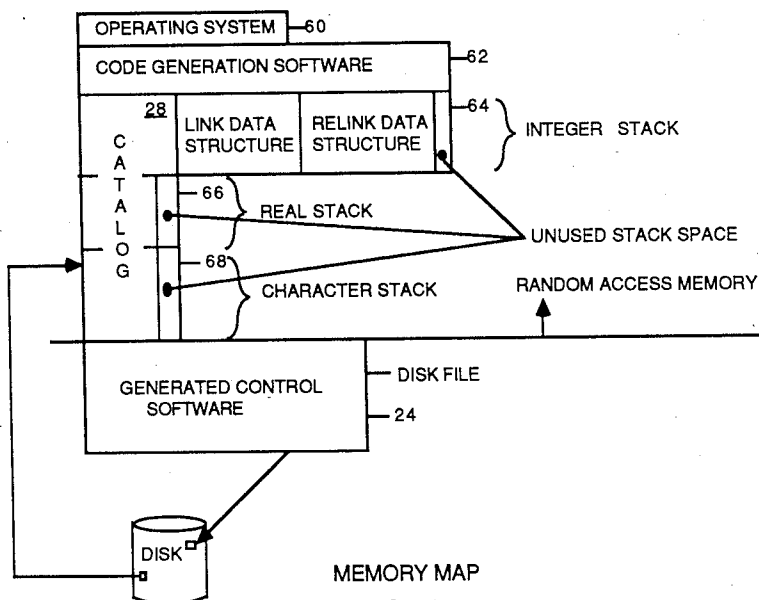 OPERATING SYSTEM
60
CODE GENERATION SOFTWARE
62
28
LINK DATA
STRUCTURE
RELINK DATA
STRUCTURE
64
INTEGER STACK
CATALOG
66
REAL STACK
UNUSED STACK SPACE
68
CHARACTER STACK
RANDOM ACCESS MEMORY
GENERATED CONTROL
SOFTWARE
DISK FILE
24
DISK
MEMORY MAP